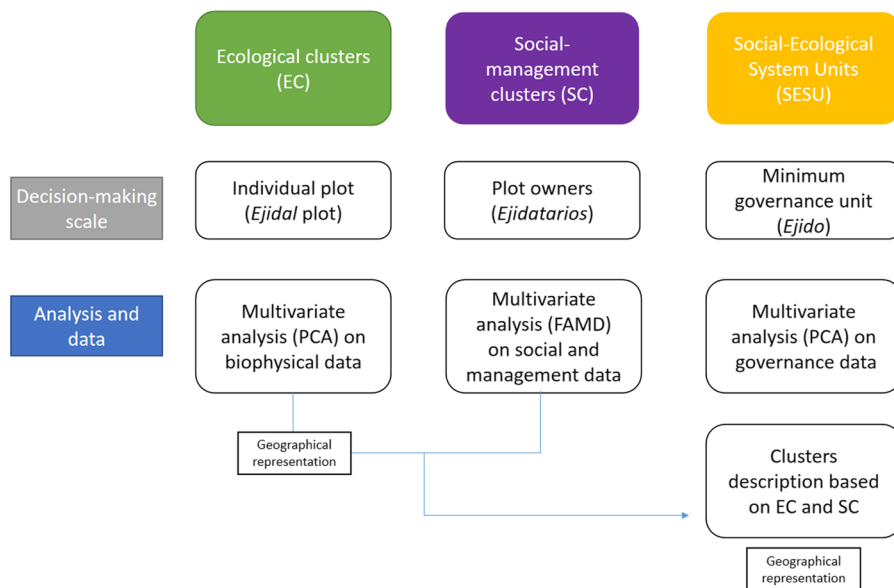 Ecological clusters
(EC)
Social-
management
clusters (SC)
Social-Ecological
System Units
(SESU)
Decision-making
scale
Individual plot
(Ejidal plot)
Plot owners
(Ejidatarios)
Minimum
governance unit
(Ejido)
Analysis and
data
Multivariate
analysis (PCA) on
biophysical data
Multivariate
analysis (FAMD)
on social and
management data
Multivariate
analysis (PCA) on
governance data
Geographical
representation
Clusters
description based
on EC and SC
Geographical
representation